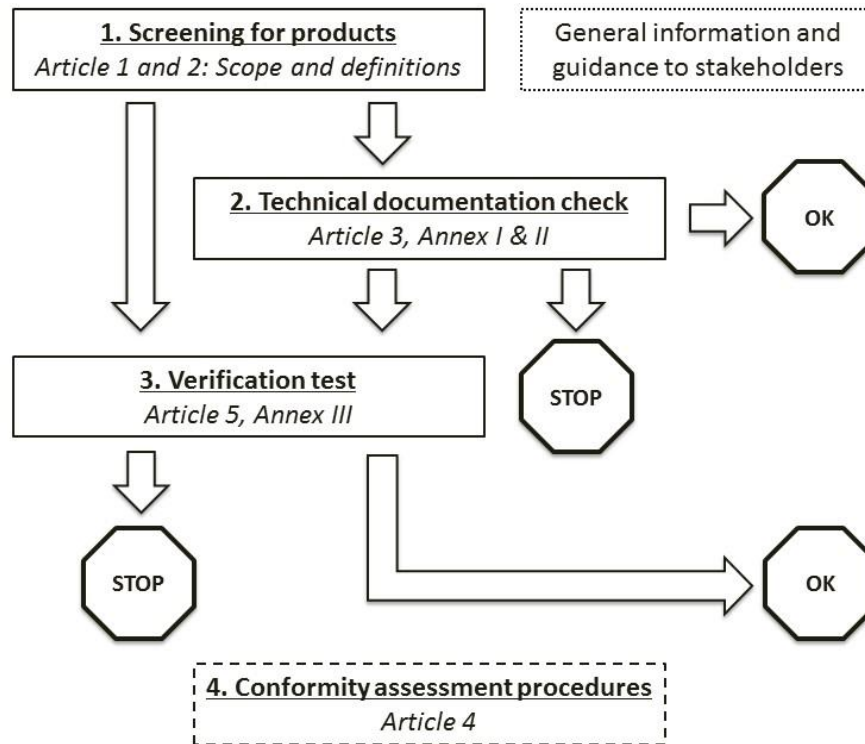 1. Screening for products
Article 1 and 2: Scope and definitions
General information and
guidance to stakeholders
2. Technical documentation check
Article 3, Annex I & II
OK
3. Verification test
Article 5, Annex III
STOP
STOP
OK
4. Conformity assessment procedures
Article 4